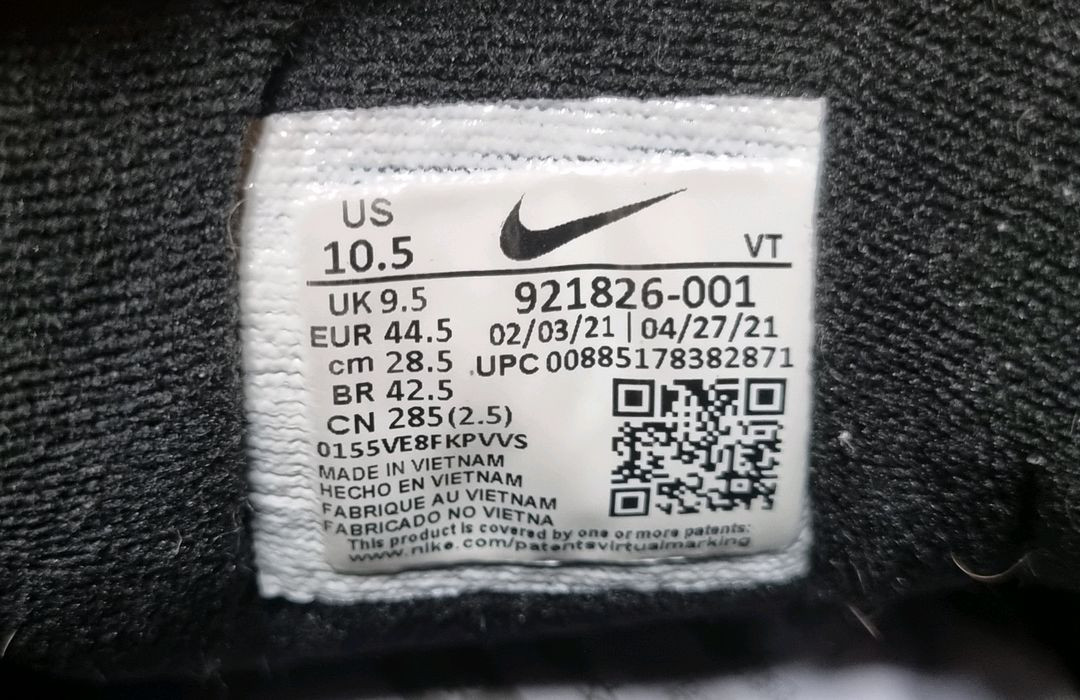 US
10.5
VT
UK 9.5
921826-001
EUR 44.5
02/03/21 | 04/27/21
cm 28.5
UPC 00885178382871
BR 42.5
CN 285(2.5)
0155VE8FKPVVS
MADE IN VIETNAM
HECHO EN VIETNAM
FABRIQUE AU VIETNAM
FABRICADO NO VIETNA
This product is covered by one or more patents:
www.nike.com/patentsvirtualmarking